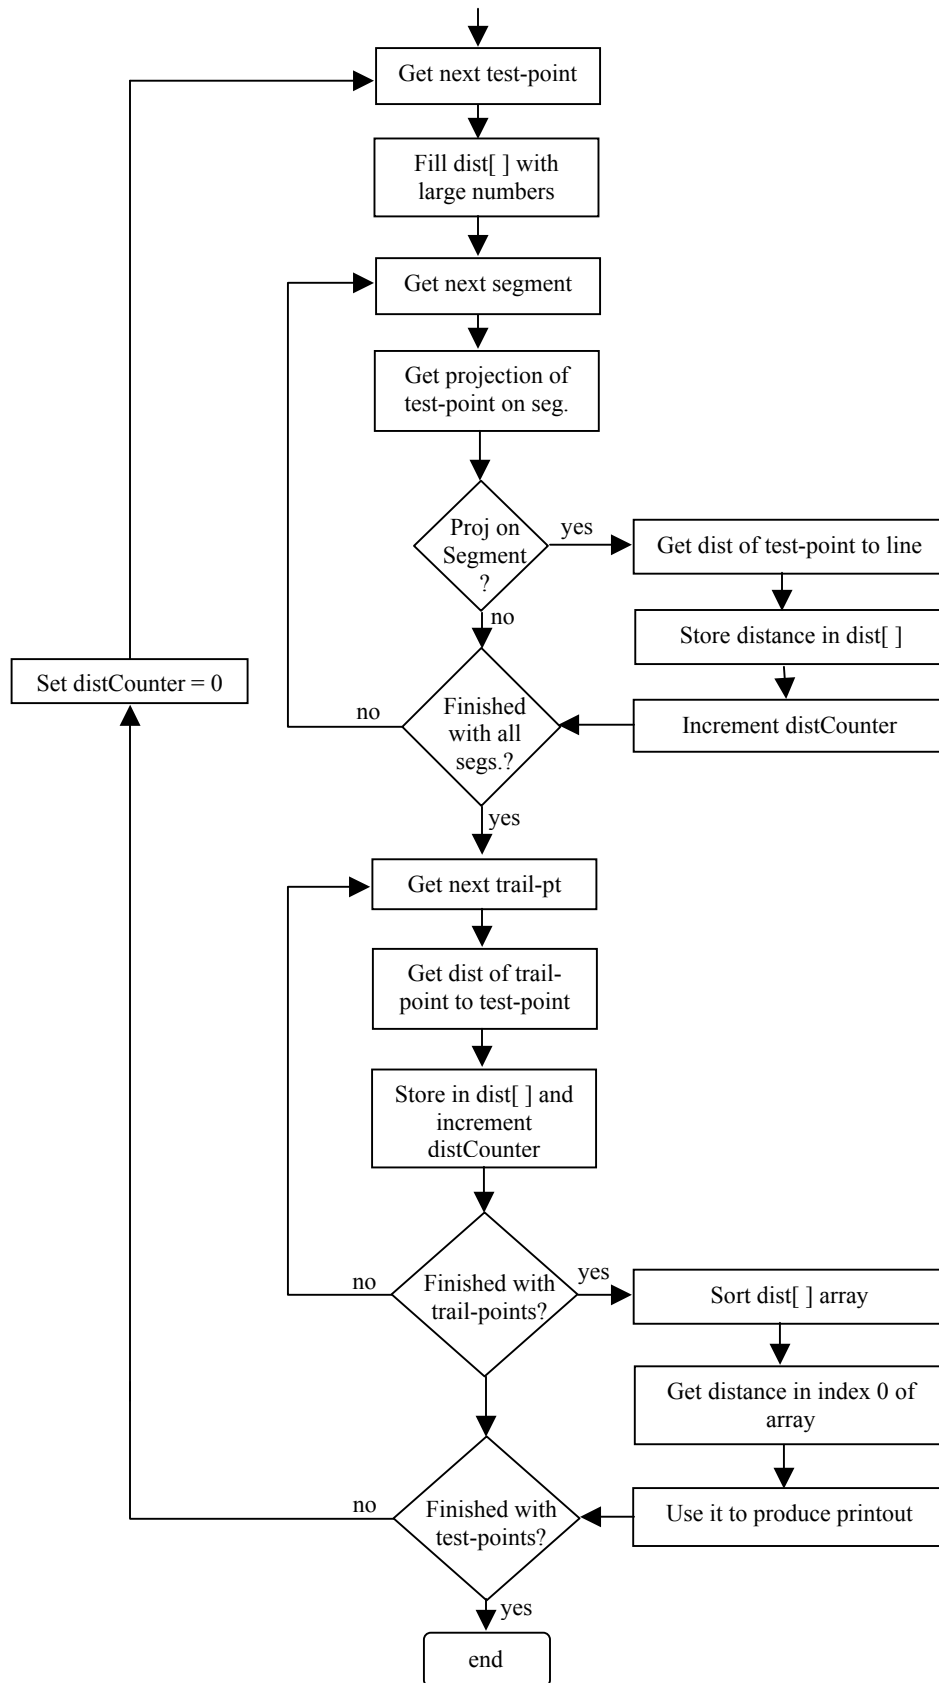 Get next test-point
Fill dist[ ] with
large numbers
Get next segment
Get projection of
test-point on seg.
Proj on
Segment
?
yes
Get dist of test-point to line
no
Store distance in dist[ ]
Set distCounter = 0
Finished
with all
segs.?
no
Increment distCounter
yes
Get next trail-pt
Get dist of trail-
point to test-point
Store in dist[ ] and
increment
distCounter
Finished with
trail-points?
no
yes
Sort dist[ ] array
Get distance in index 0 of
array
Finished with
test-points?
no
Use it to produce printout
yes
end